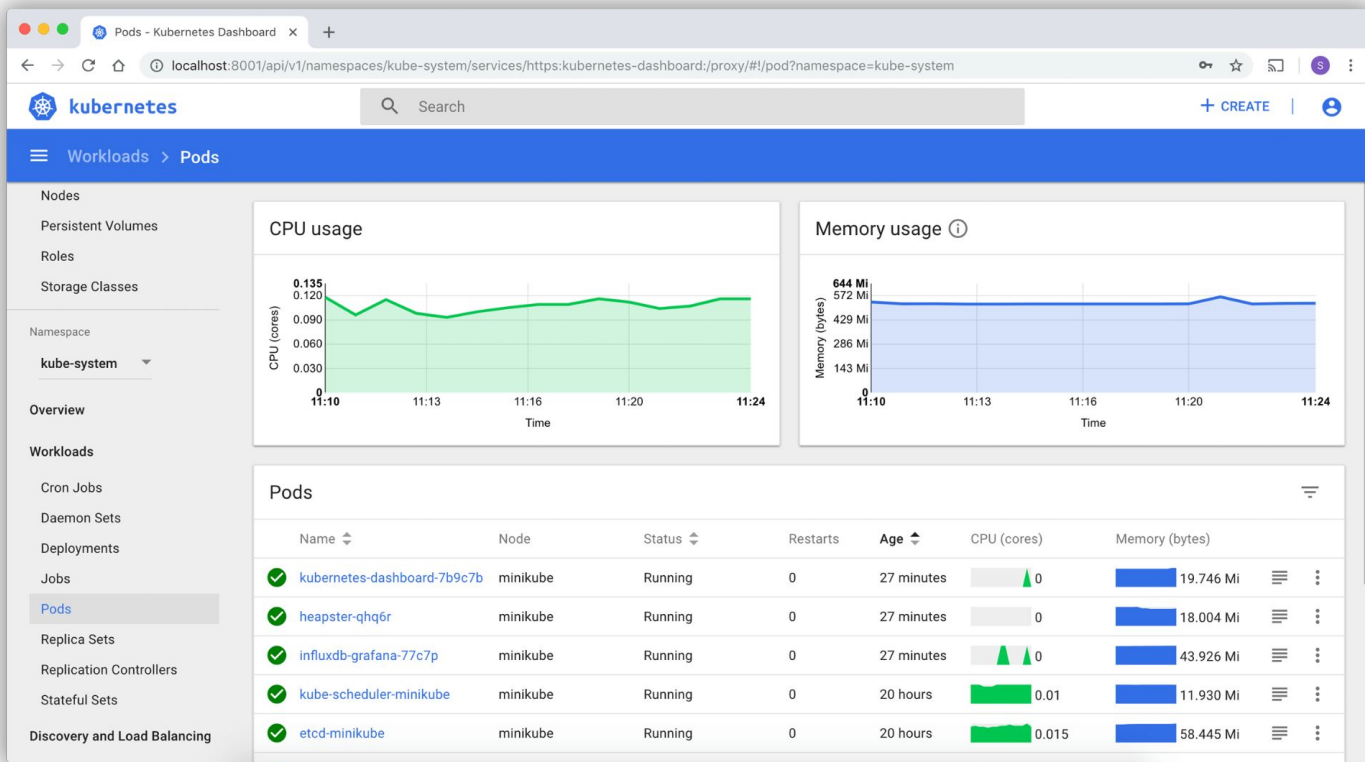 Pods - Kubernetes Dashboard
localhost:8001/api/v1/namespaces/kube-system/services/https:kubernetes-dashboard:/proxy/#!/pod?namespace=kube-system
S
kubernetes
Search
+ CREATE
Workloads > Pods
Nodes
Persistent Volumes
Roles
Storage Classes
Namespace
kube-system
Overview
Workloads
Cron Jobs
Daemon Sets
Deployments
Jobs
Pods
Replica Sets
Replication Controllers
Stateful Sets
Discovery and Load Balancing
CPU usage
CPU (cores)
0.135
0.120
0.090
0.060
0.030
0
11:10 11:13 11:16 11:20 11:24
Time
Memory usage
Memory (bytes)
644 Mi
572 Mi
429 Mi
286 Mi
143 Mi
0
11:10 11:13 11:16 11:20 11:24
Time
Pods
Name Node Status Restarts Age CPU (cores) Memory (bytes)
kubernetes-dashboard-7b9c7b minikube Running 0 27 minutes 0 19.746 Mi
heapster-qhq6r minikube Running 0 27 minutes 0 18.004 Mi
influxdb-grafana-77c7p minikube Running 0 27 minutes 0 43.926 Mi
kube-scheduler-minikube minikube Running 0 20 hours 0.01 11.930 Mi
etcd-minikube minikube Running 0 20 hours 0.015 58.445 Mi